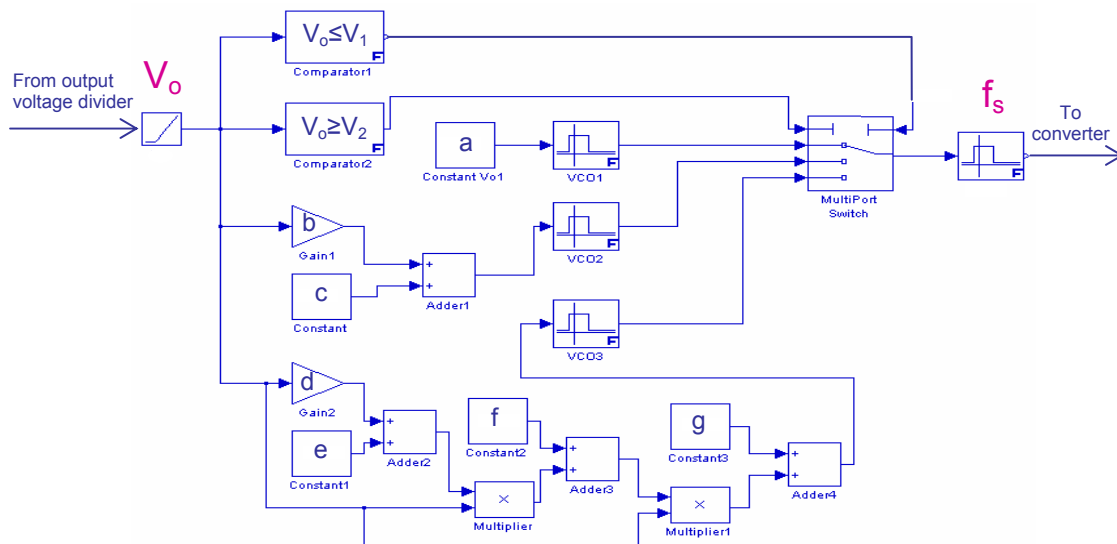 From output
voltage divider
Vₒ
Vₒ≤V₁
F
Comparator1
Vₒ≥V₂
F
Comparator2
a
Constant Vo1
F
VCO1
MultiPort
Switch
fₛ
F
To
converter
b
Gain1
c
Constant
+
+
Adder1
F
VCO2
F
VCO3
d
Gain2
e
Constant1
+
+
Adder2
f
Constant2
×
Multiplier
+
+
Adder3
g
Constant3
×
Multiplier1
+
+
Adder4